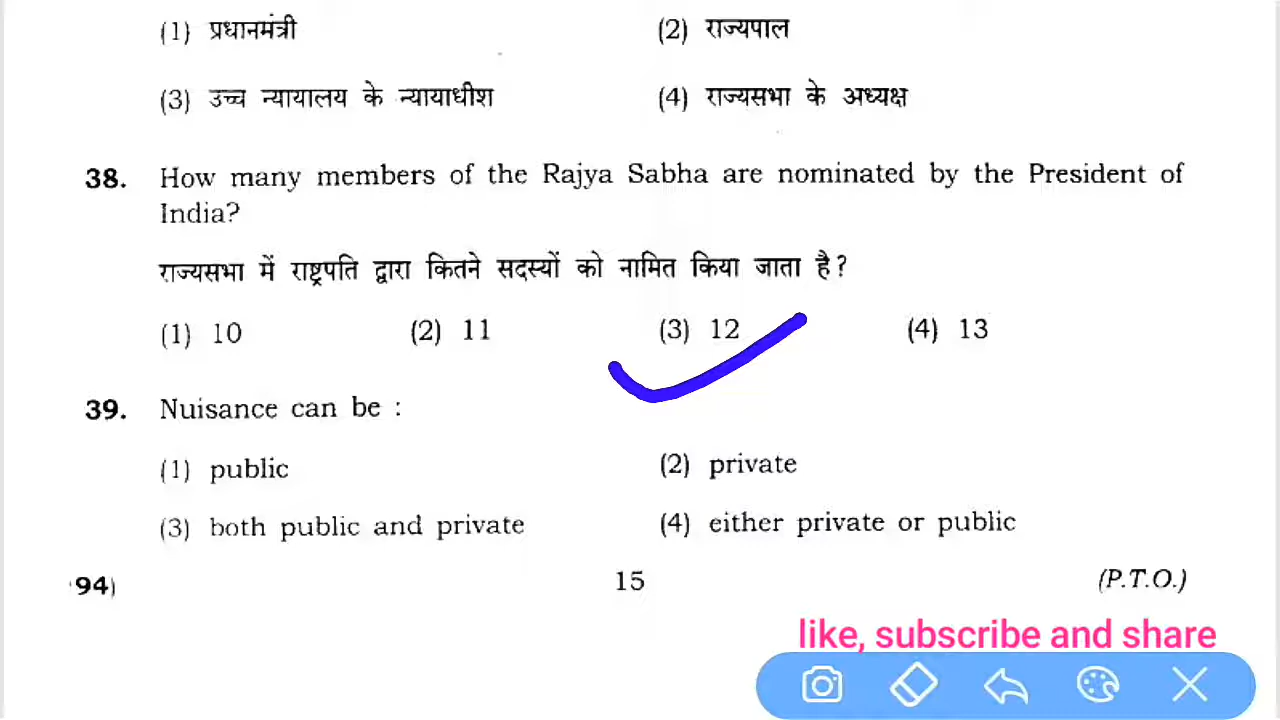 (1) प्रधानमंत्री (2) राज्यपाल
(3) उच्च न्यायालय के न्यायाधीश (4) राज्यसभा के अध्यक्ष
38. How many members of the Rajya Sabha are nominated by the President of
India?
राज्यसभा में राष्ट्रपति द्वारा कितने सदस्यों को नामित किया जाता है?
(1) 10 (2) 11 (3) 12 (4) 13
39. Nuisance can be :
(1) public (2) private
(3) both public and private (4) either private or public
94) 15 (P.T.O.)
like, subscribe and share